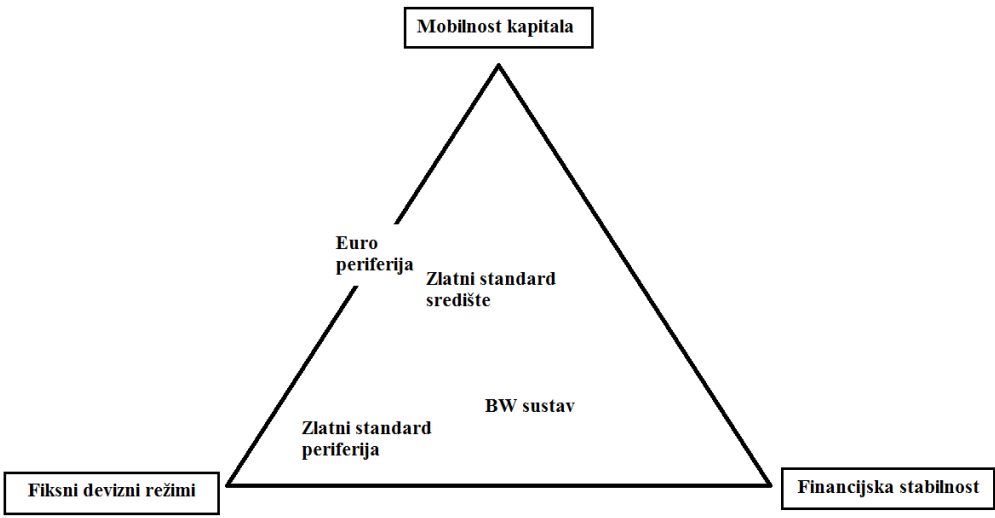 Mobilnost kapitala
Euro
periferija
Zlatni standard
središte
BW sustav
Zlatni standard
periferija
Fiksni devizni režimi
Financijska stabilnost